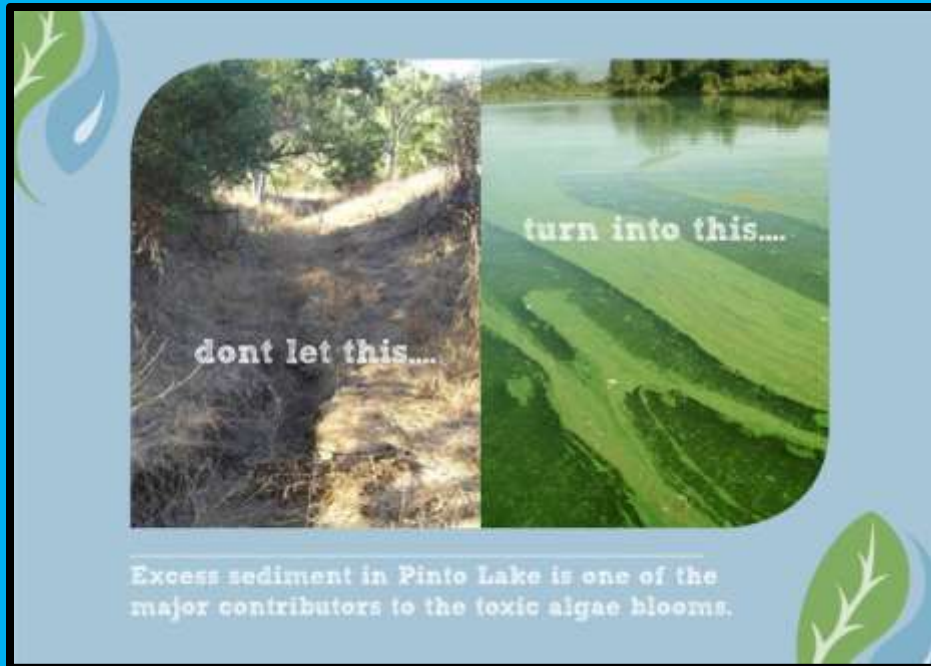 dont let this....
turn into this....
Excess sediment in Pinto Lake is one of the
major contributors to the toxic algae blooms.